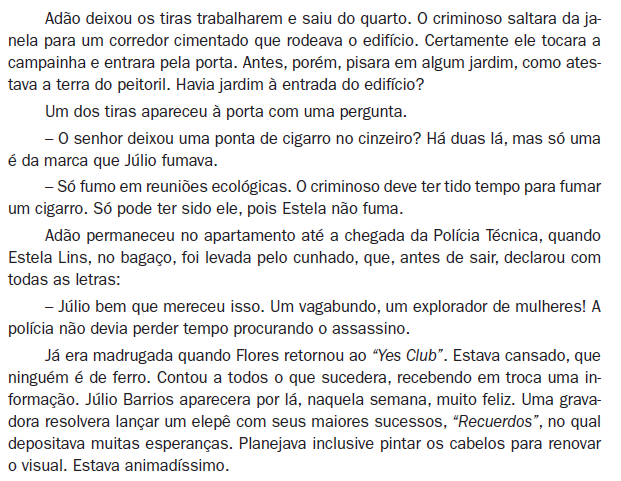 Adão deixou os tiras trabalharem e saiu do quarto. O criminoso saltara da ja-
nela para um corredor cimentado que rodeava o edifício. Certamente ele tocara a
campainha e entrara pela porta. Antes, porém, pisara em algum jardim, como ates-
tava a terra do peitoril. Havia jardim à entrada do edifício?
Um dos tiras apareceu à porta com uma pergunta.
– O senhor deixou uma ponta de cigarro no cinzeiro? Há duas lá, mas só uma
é da marca que Júlio fumava.
– Só fumo em reuniões ecológicas. O criminoso deve ter tido tempo para fumar
um cigarro. Só pode ter sido ele, pois Estela não fuma.
Adão permaneceu no apartamento até a chegada da Polícia Técnica, quando
Estela Lins, no bagaço, foi levada pelo cunhado, que, antes de sair, declarou com
todas as letras:
– Júlio bem que mereceu isso. Um vagabundo, um explorador de mulheres! A
polícia não devia perder tempo procurando o assassino.
Já era madrugada quando Flores retornou ao “Yes Club”. Estava cansado, que
ninguém é de ferro. Contou a todos o que sucedera, recebendo em troca uma in-
formação. Júlio Barrios aparecera por lá, naquela semana, muito feliz. Uma grava-
dora resolvera lançar um elepê com seus maiores sucessos, “Recuerdos”, no qual
depositava muitas esperanças. Planejava inclusive pintar os cabelos para renovar
o visual. Estava animadíssimo.